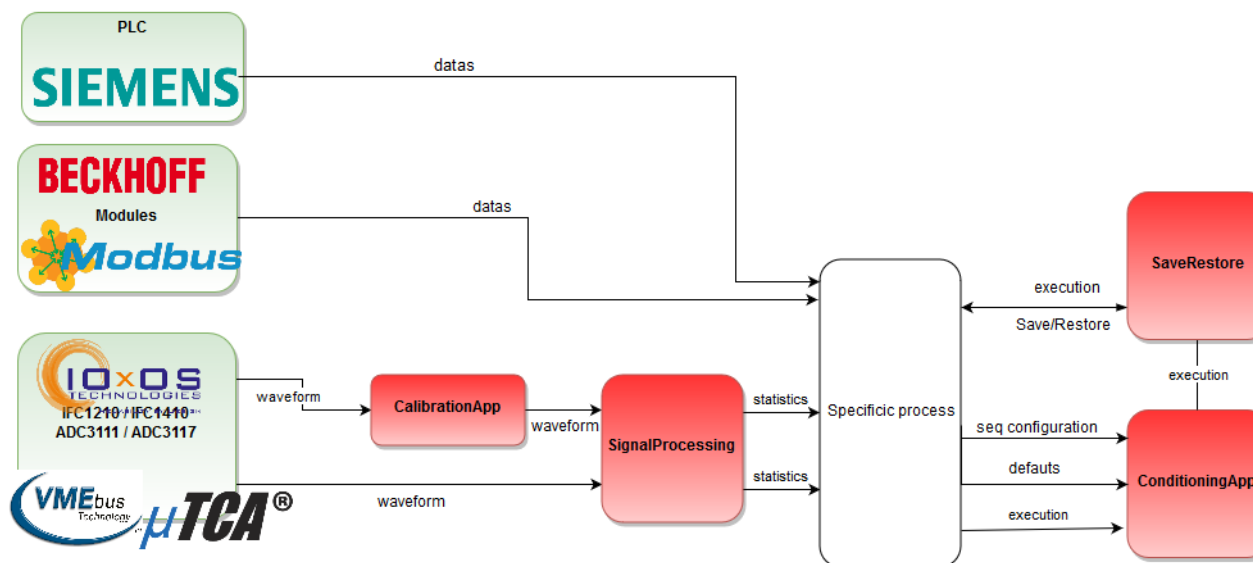 PLC
SIEMENS
datas
BECKHOFF
Modules
Modbus
datas
IOxOS
TECHNOLOGIES
IFC1210 / IFC1410
ADC3111 / ADC3117
VMEbus
Technology
µTCA®
waveform
CalibrationApp
waveform
waveform
SignalProcessing
statistics
statistics
Specificic process
execution
Save/Restore
SaveRestore
execution
seq configuration
defauts
execution
ConditioningApp